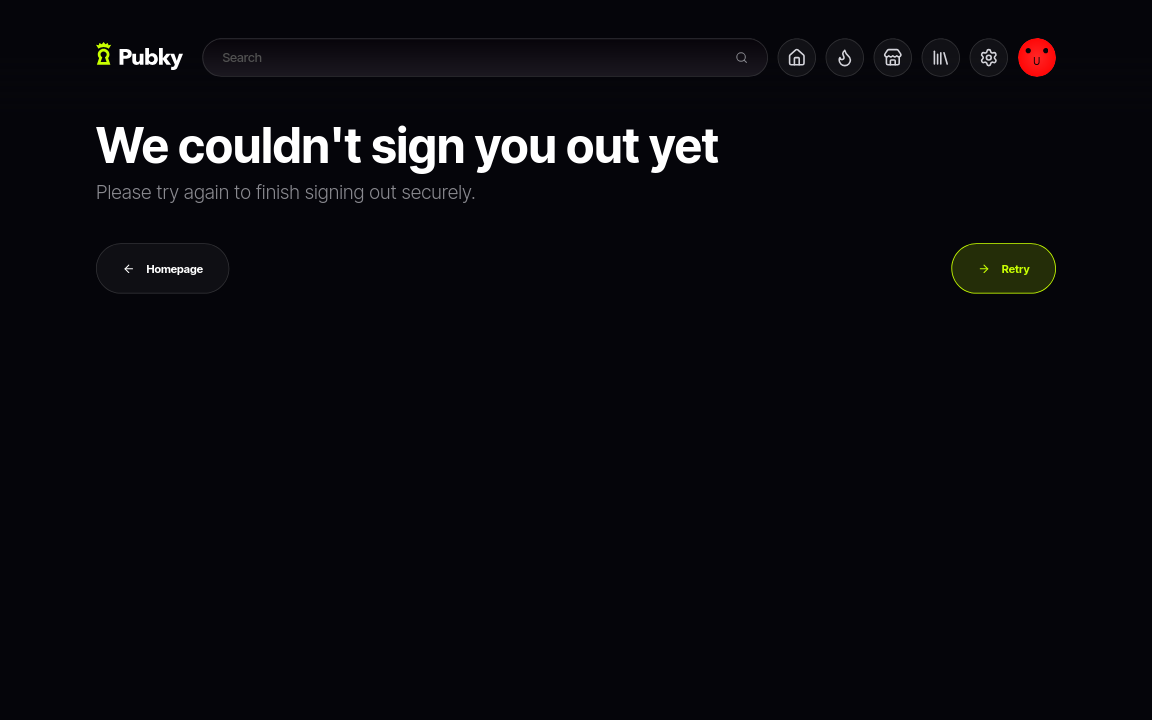 Pubky
Search
We couldn't sign you out yet
Please try again to finish signing out securely.
Homepage
Retry